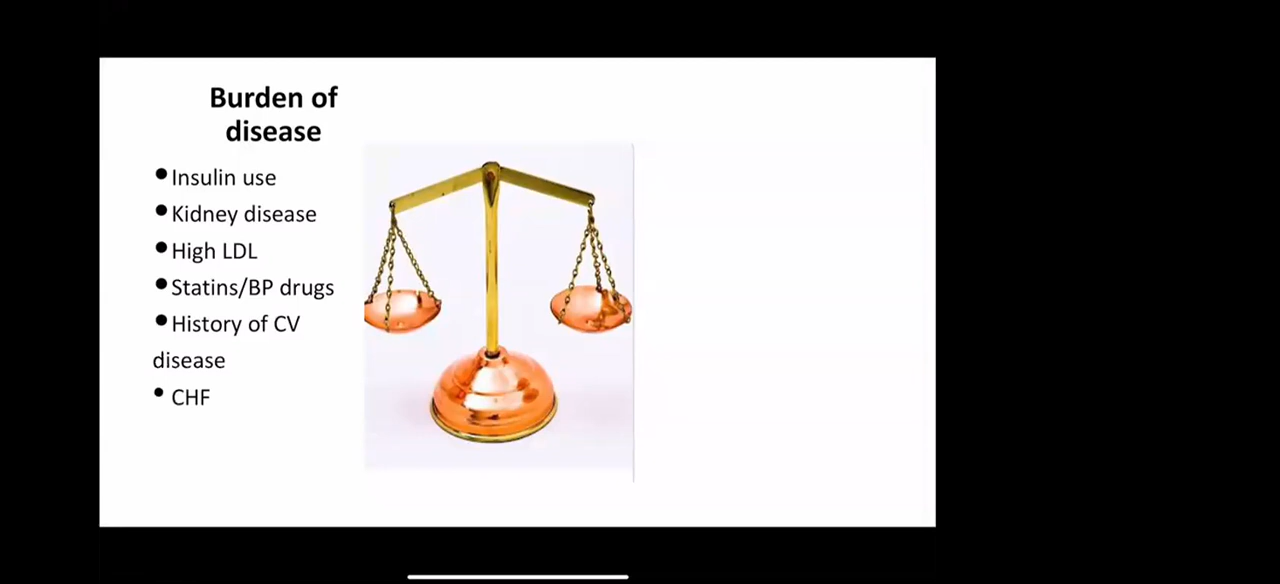 Burden of
disease
• Insulin use
• Kidney disease
• High LDL
• Statins/BP drugs
• History of CV
disease
• CHF